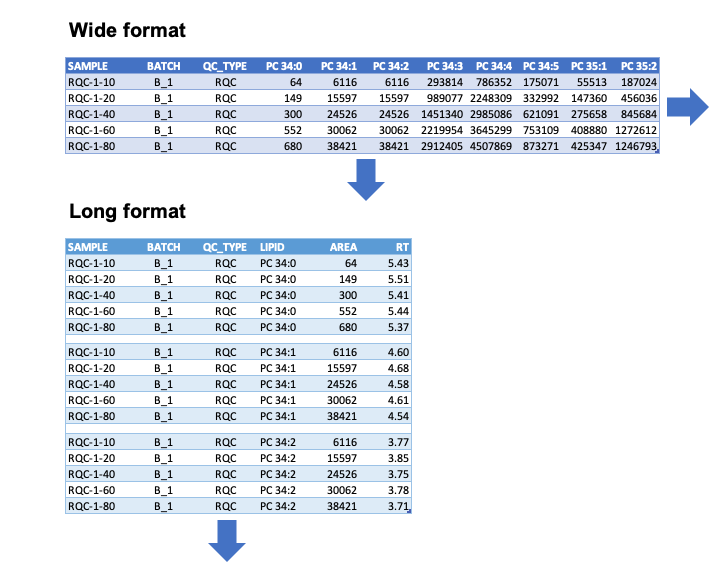 Wide format
SAMPLE BATCH QC_TYPE PC 34:0 PC 34:1 PC 34:2 PC 34:3 PC 34:4 PC 34:5 PC 35:1 PC 35:2
RQC-1-10 B_1 RQC 64 6116 6116 293814 786352 175071 55513 187024
RQC-1-20 B_1 RQC 149 15597 15597 989077 2248309 332992 147360 456036
RQC-1-40 B_1 RQC 300 24526 24526 1451340 2985086 621091 275658 845684
RQC-1-60 B_1 RQC 552 30062 30062 2219954 3645299 753109 408880 1272612
RQC-1-80 B_1 RQC 680 38421 38421 2912405 4507869 873271 425347 1246793
Long format
SAMPLE BATCH QC_TYPE LIPID AREA RT
RQC-1-10 B_1 RQC PC 34:0 64 5.43
RQC-1-20 B_1 RQC PC 34:0 149 5.51
RQC-1-40 B_1 RQC PC 34:0 300 5.41
RQC-1-60 B_1 RQC PC 34:0 552 5.44
RQC-1-80 B_1 RQC PC 34:0 680 5.37
RQC-1-10 B_1 RQC PC 34:1 6116 4.60
RQC-1-20 B_1 RQC PC 34:1 15597 4.68
RQC-1-40 B_1 RQC PC 34:1 24526 4.58
RQC-1-60 B_1 RQC PC 34:1 30062 4.61
RQC-1-80 B_1 RQC PC 34:1 38421 4.54
RQC-1-10 B_1 RQC PC 34:2 6116 3.77
RQC-1-20 B_1 RQC PC 34:2 15597 3.85
RQC-1-40 B_1 RQC PC 34:2 24526 3.75
RQC-1-60 B_1 RQC PC 34:2 30062 3.78
RQC-1-80 B_1 RQC PC 34:2 38421 3.71